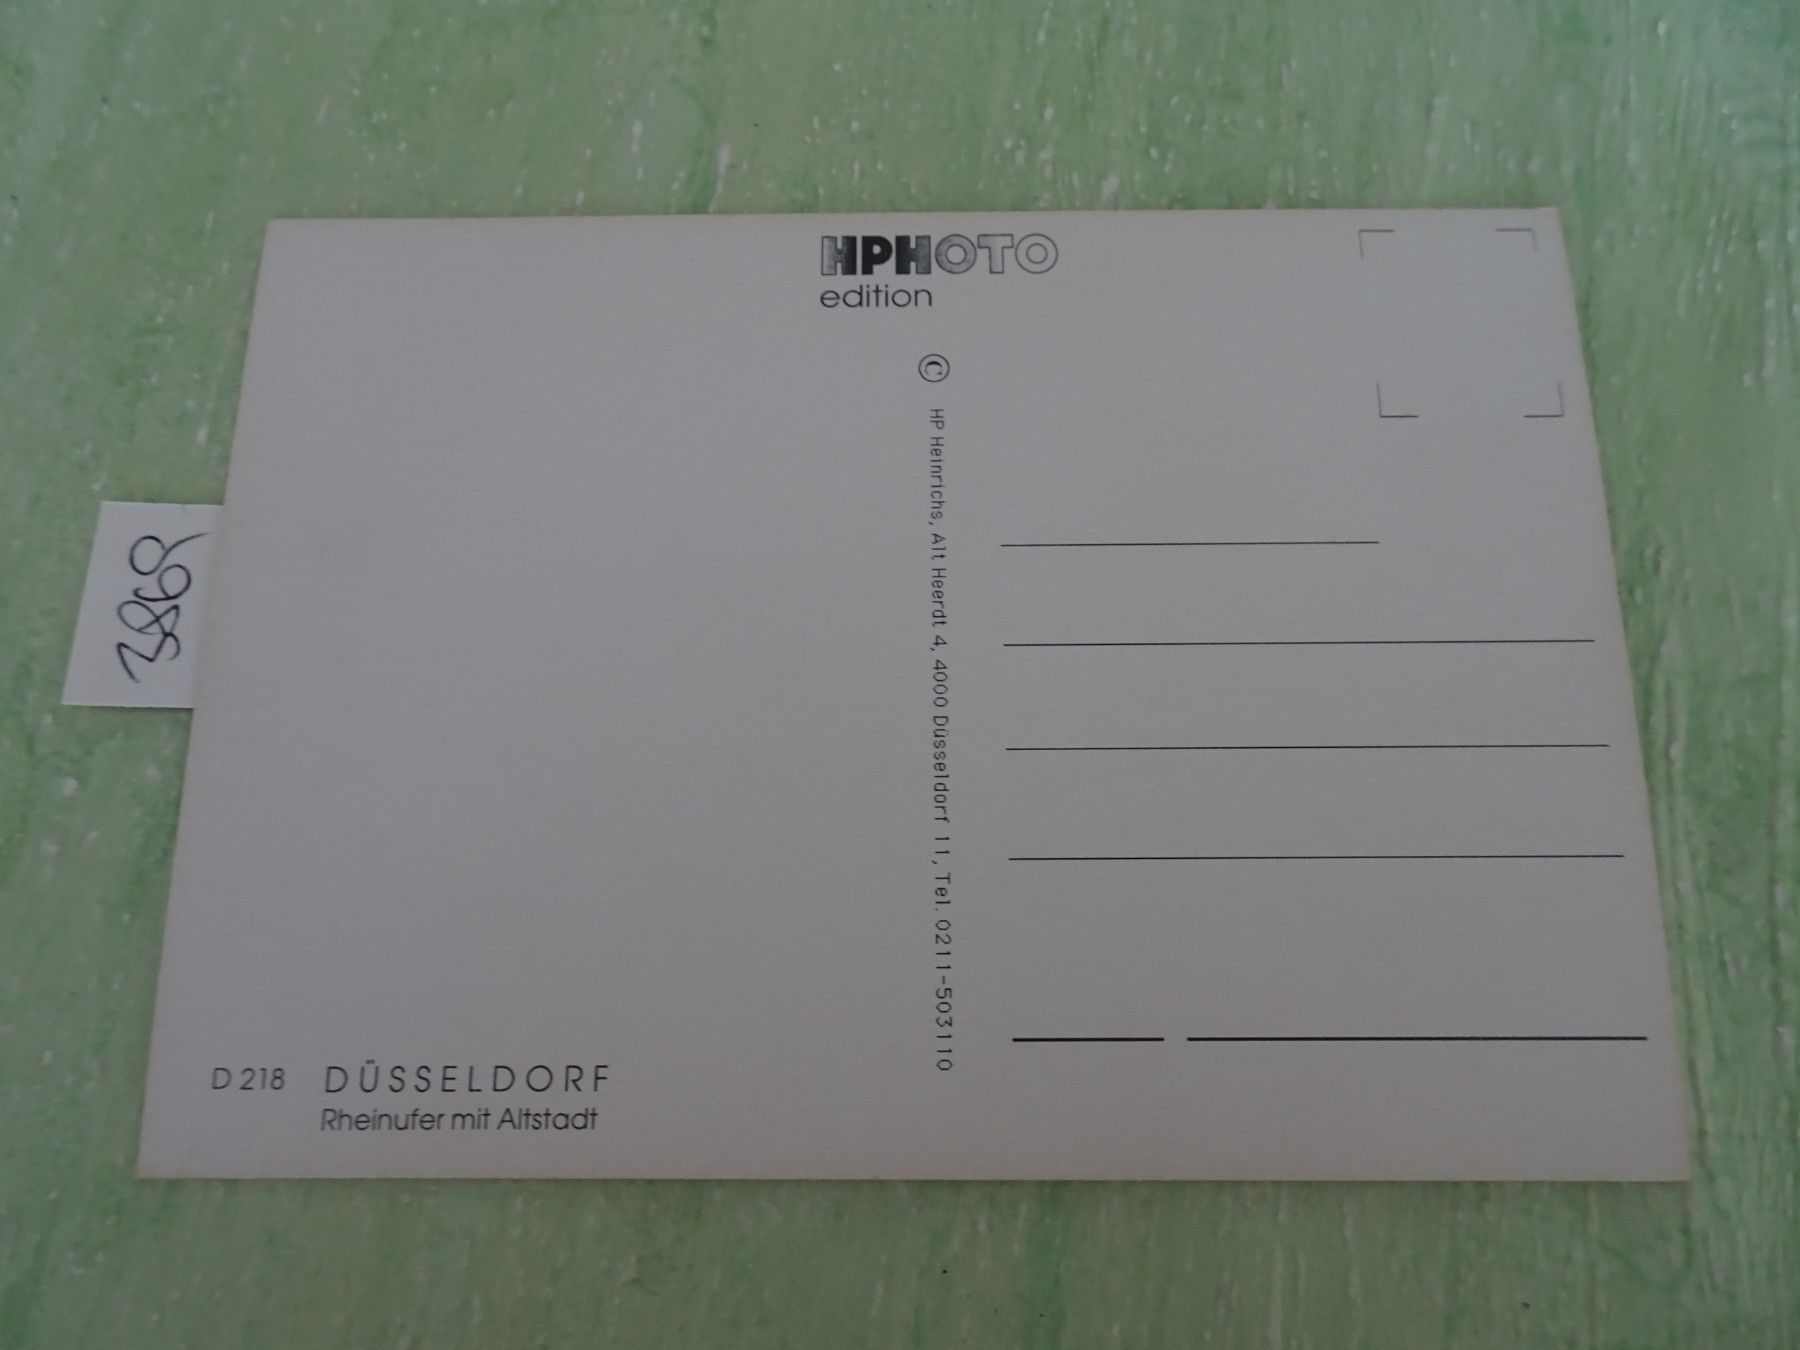 HPHOTO
edition
© HP Heinrichs, Alt Heerdt 4, 4000 Düsseldorf 11, Tel. 0211-503110
3868
D 218 DÜSSELDORF
Rheinufer mit Altstadt